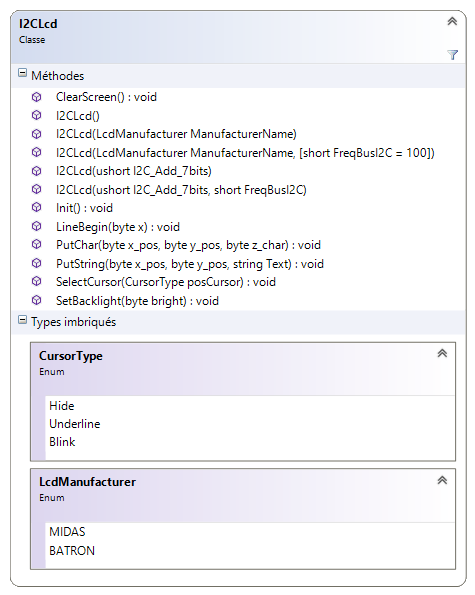 I2CLcd
Classe
Méthodes
ClearScreen() : void
I2CLcd()
I2CLcd(LcdManufacturer ManufacturerName)
I2CLcd(LcdManufacturer ManufacturerName, [short FreqBusI2C = 100])
I2CLcd(ushort I2C_Add_7bits)
I2CLcd(ushort I2C_Add_7bits, short FreqBusI2C)
Init() : void
LineBegin(byte x) : void
PutChar(byte x_pos, byte y_pos, byte z_char) : void
PutString(byte x_pos, byte y_pos, string Text) : void
SelectCursor(CursorType posCursor) : void
SetBacklight(byte bright) : void
Types imbriqués
CursorType
Enum
Hide
Underline
Blink
LcdManufacturer
Enum
MIDAS
BATRON